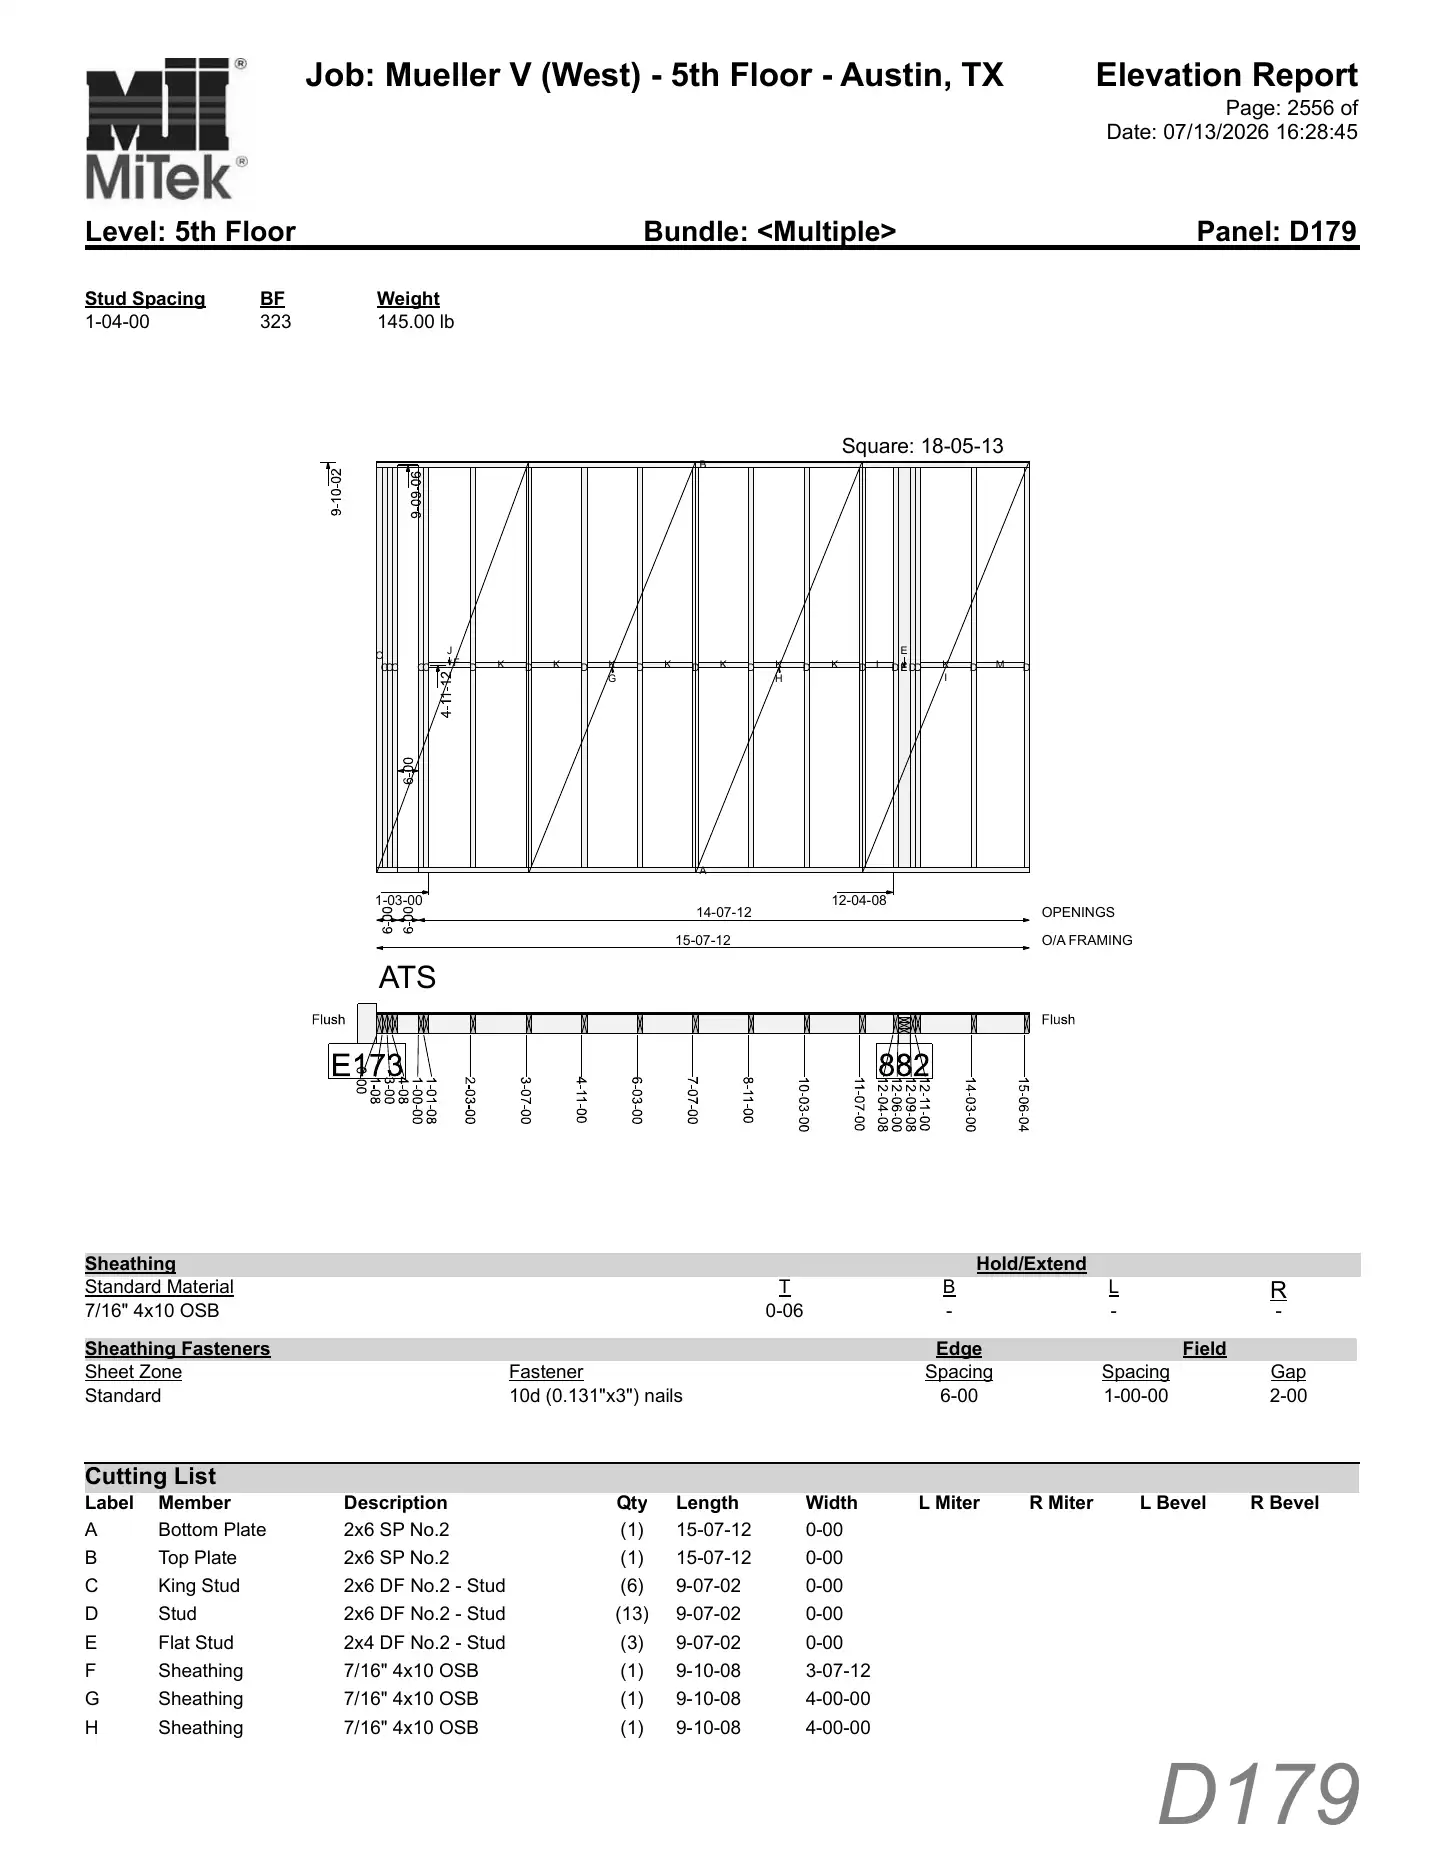 MiTek®
Job: Mueller V (West) - 5th Floor - Austin, TX
Elevation Report
Page: 2556 of
Date: 07/13/2026 16:28:45
Level: 5th Floor Bundle: <Multiple> Panel: D179
Stud Spacing BF Weight
1-04-00 323 145.00 lb
Square: 18-05-13
9-10-02
9-09-06
B
C
J
E
K K K K K K K L E K M
G H I
4-11-12
6-00
A
1-03-00 12-04-08
6-00 6-00 14-07-12 OPENINGS
15-07-12 O/A FRAMING
ATS
Flush Flush
E173 882
0-00 1-08 3-00 4-08 1-00-00 1-01-08 2-03-00 3-07-00 4-11-00 6-03-00 7-07-00 8-11-00 10-03-00 11-07-00 12-04-08 12-06-00 12-09-08 12-11-00 14-03-00 15-06-04
Sheathing Hold/Extend
Standard Material T B L R
7/16" 4x10 OSB 0-06 - - -
Sheathing Fasteners Edge Field
Sheet Zone Fastener Spacing Spacing Gap
Standard 10d (0.131"x3") nails 6-00 1-00-00 2-00
Cutting List
Label Member Description Qty Length Width L Miter R Miter L Bevel R Bevel
A Bottom Plate 2x6 SP No.2 (1) 15-07-12 0-00
B Top Plate 2x6 SP No.2 (1) 15-07-12 0-00
C King Stud 2x6 DF No.2 - Stud (6) 9-07-02 0-00
D Stud 2x6 DF No.2 - Stud (13) 9-07-02 0-00
E Flat Stud 2x4 DF No.2 - Stud (3) 9-07-02 0-00
F Sheathing 7/16" 4x10 OSB (1) 9-10-08 3-07-12
G Sheathing 7/16" 4x10 OSB (1) 9-10-08 4-00-00
H Sheathing 7/16" 4x10 OSB (1) 9-10-08 4-00-00
D179